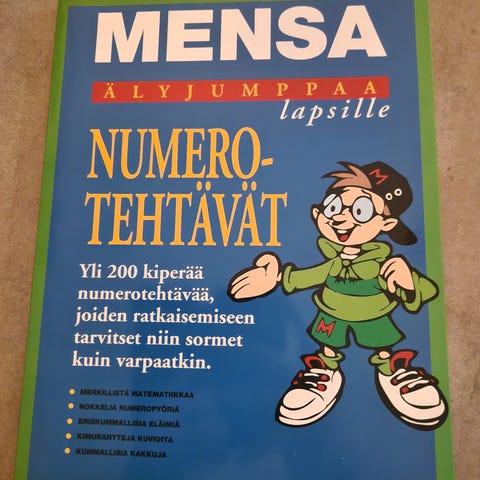 MENSA
ÄLYJUMPPAA
lapsille
NUMERO-
TEHTÄVÄT
Yli 200 kiperää
numerotehtävää,
joiden ratkaisemiseen
tarvitset niin sormet
kuin varpaatkin.
MERKILLISTÄ MATEMATIIKKAA
NOKKELIA NUMEROPYÖRIÄ
ERISKUMMALLISIA ELÄIMIÄ
KIMURANTTEJA KUVIOITA
KUMMALLISIA KAKKUJA
M
M